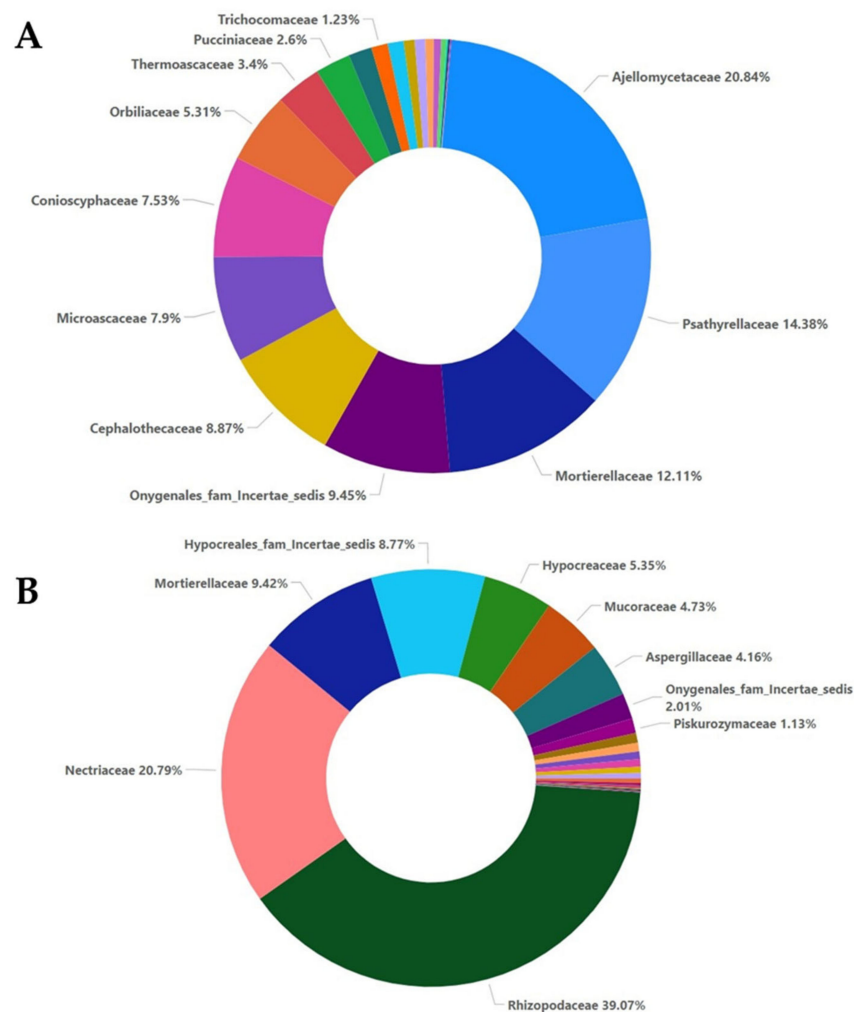 A
Trichocomaceae 1.23%
Pucciniaceae 2.6%
Thermoascaceae 3.4%
Orbiliaceae 5.31%
Conioscyphaceae 7.53%
Microascaceae 7.9%
Cephalothecaceae 8.87%
Onygenales_fam_Incertae_sedis 9.45%
Ajellomycetaceae 20.84%
Psathyrellaceae 14.38%
Mortierellaceae 12.11%
B
Hypocreales_fam_Incertae_sedis 8.77%
Mortierellaceae 9.42%
Nectriaceae 20.79%
Hypocreaceae 5.35%
Mucoraceae 4.73%
Aspergillaceae 4.16%
Onygenales_fam_Incertae_sedis
2.01%
Piskurozymaceae 1.13%
Rhizopodaceae 39.07%